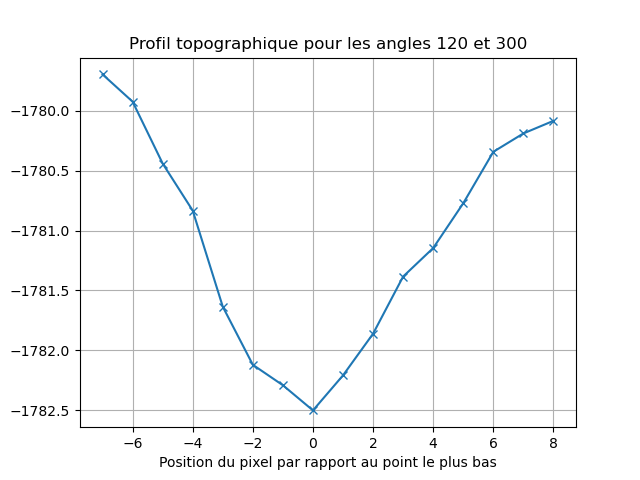 Profil topographique pour les angles 120 et 300
−1780.0
−1780.5
−1781.0
−1781.5
−1782.0
−1782.5
−6 −4 −2 0 2 4 6 8
Position du pixel par rapport au point le plus bas